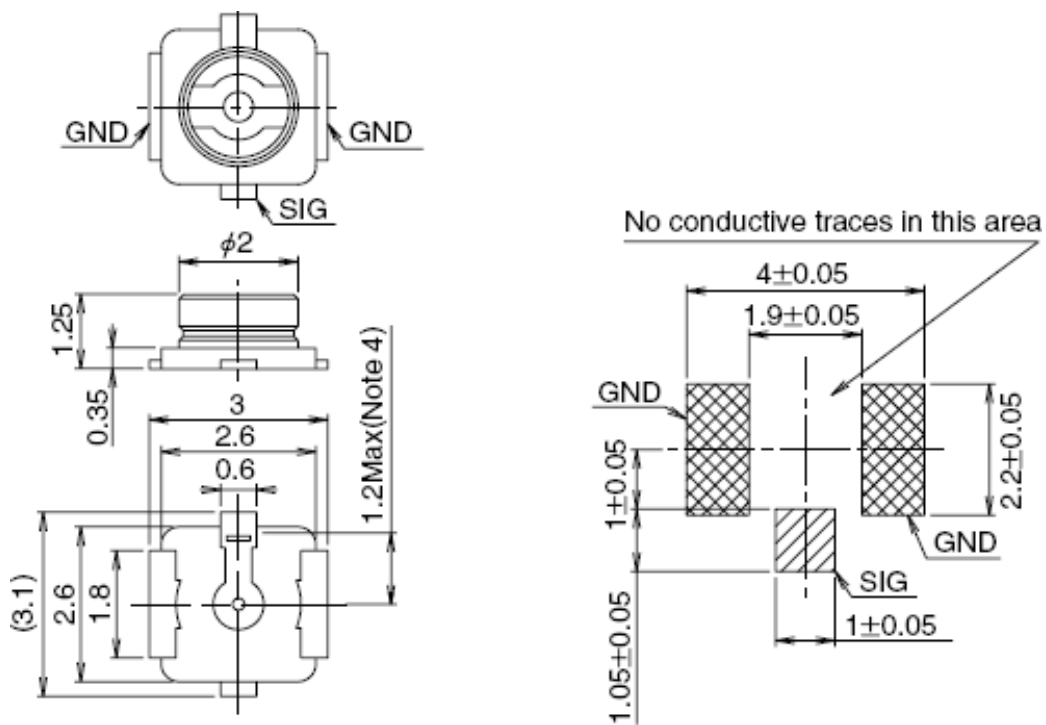 GND
GND
SIG
ϕ2
1.25
0.35
3
2.6
0.6
1.2Max(Note 4)
(3.1)
2.6
1.8
No conductive traces in this area
4±0.05
1.9±0.05
GND
1±0.05
2.2±0.05
GND
SIG
1.05±0.05
1±0.05